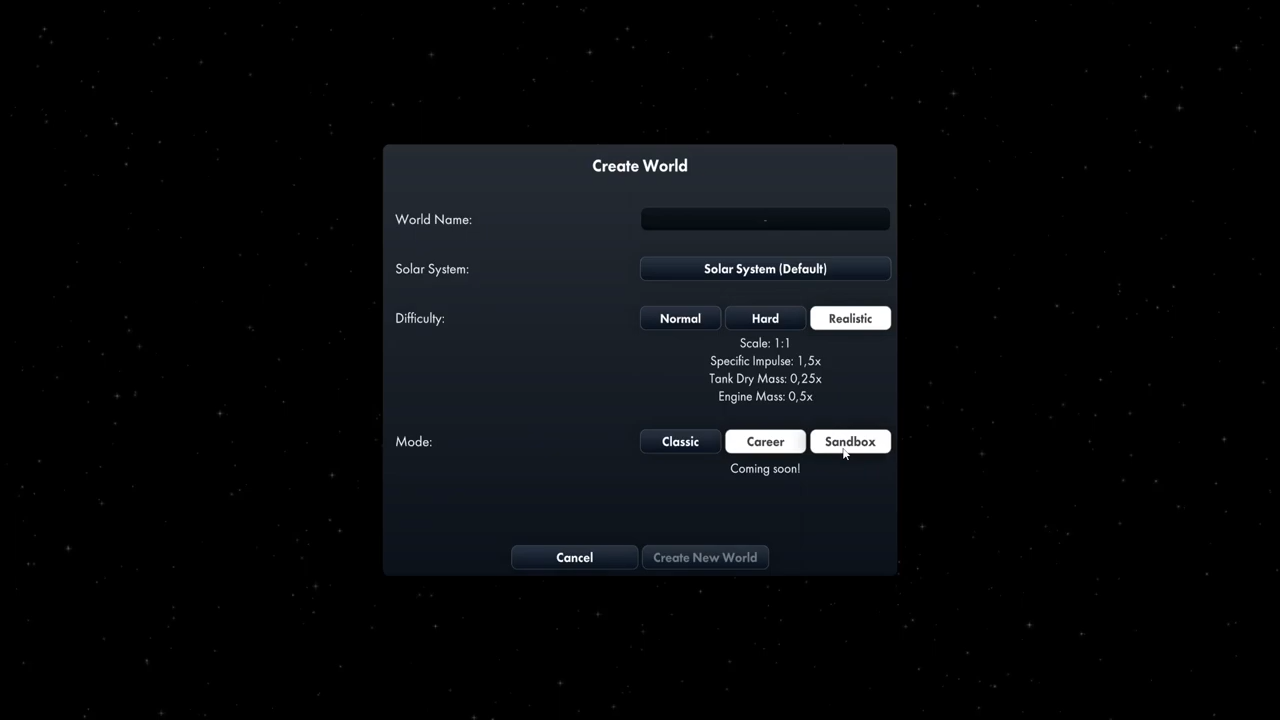 Create World
World Name: -
Solar System: Solar System (Default)
Difficulty: Normal Hard Realistic
Scale: 1:1
Specific Impulse: 1,5x
Tank Dry Mass: 0,25x
Engine Mass: 0,5x
Mode: Classic Career Sandbox
Coming soon!
Cancel Create New World